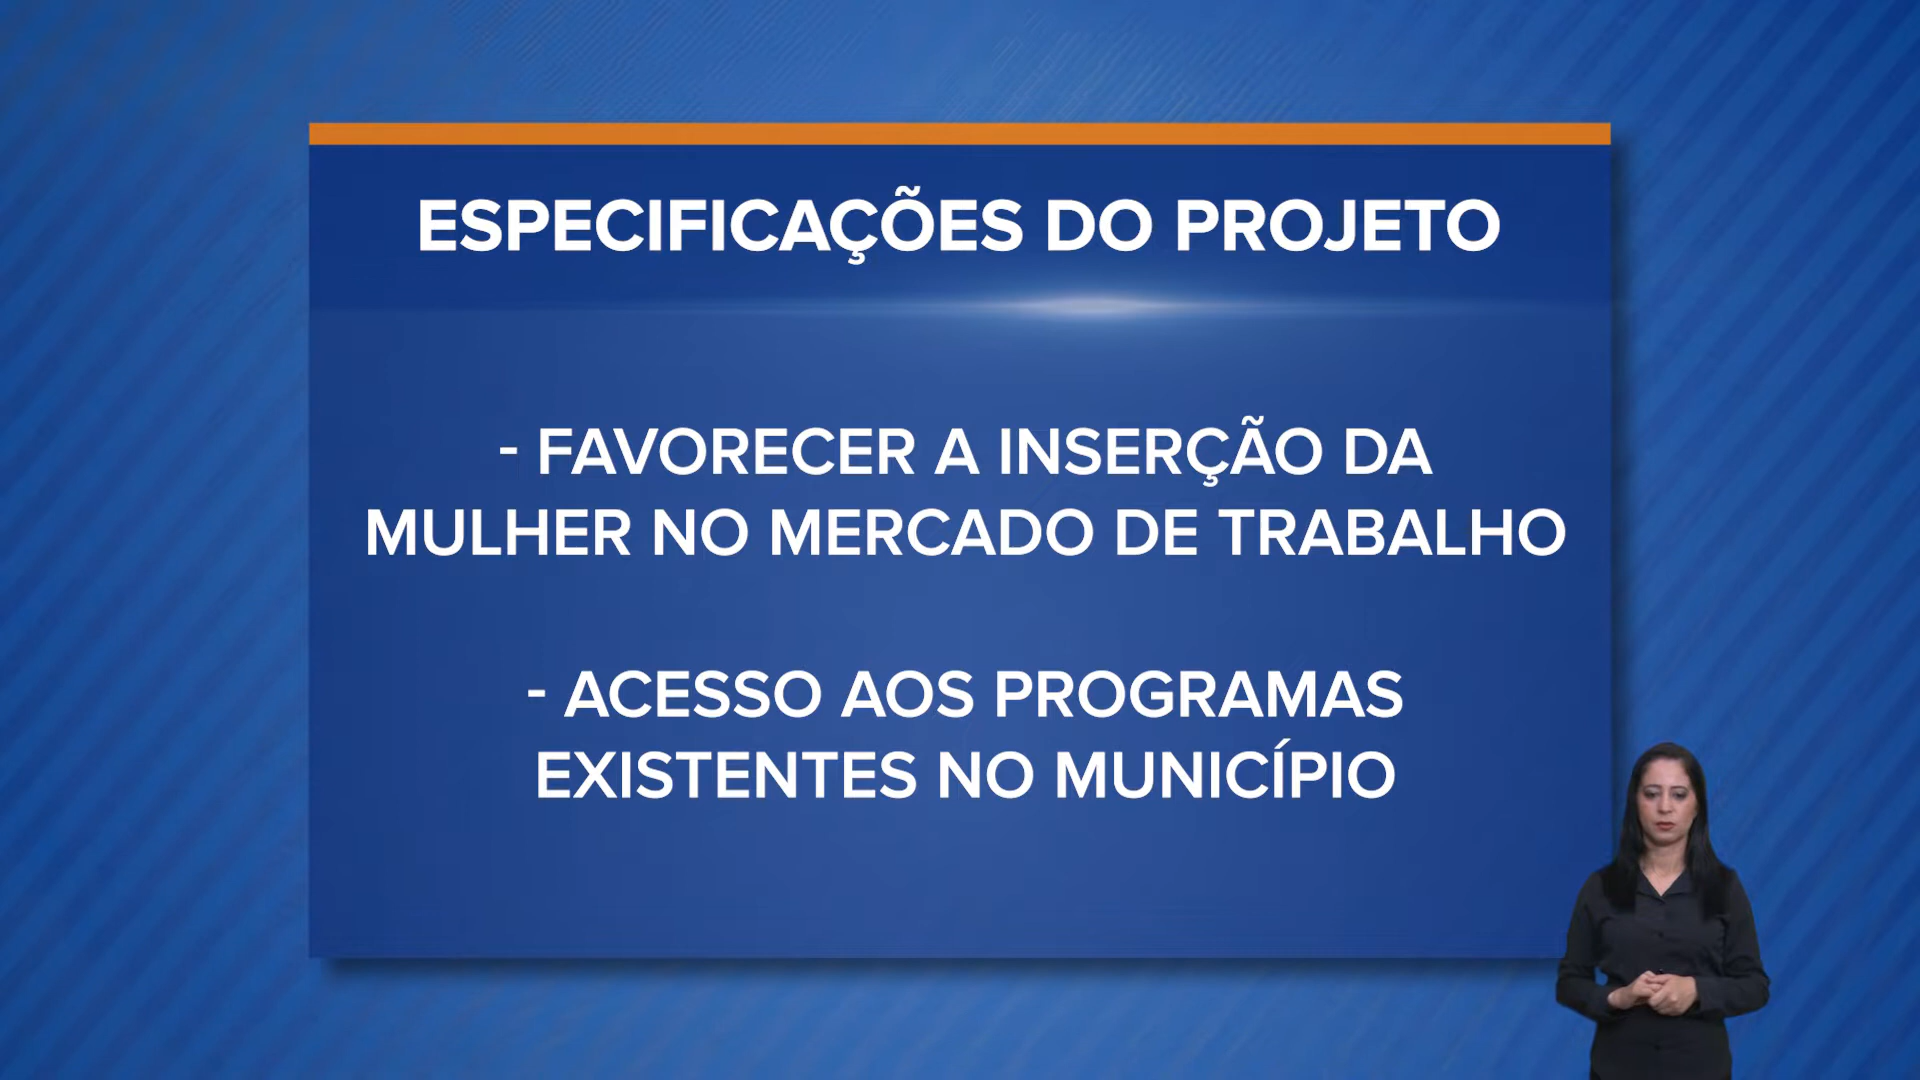 ESPECIFICAÇÕES DO PROJETO
- FAVORECER A INSERÇÃO DA
MULHER NO MERCADO DE TRABALHO
- ACESSO AOS PROGRAMAS
EXISTENTES NO MUNICÍPIO